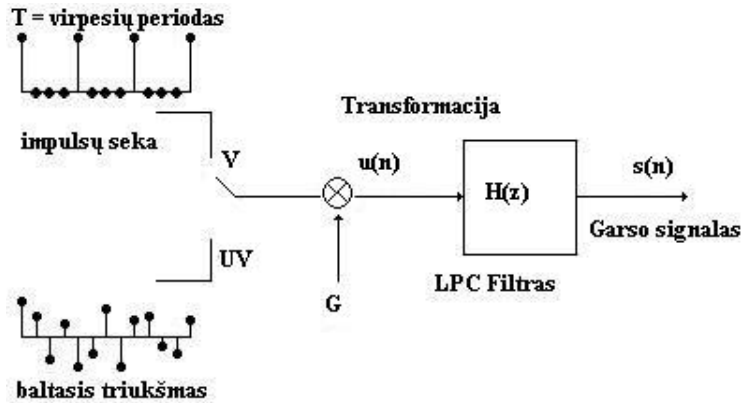 T = virpesių periodas
impulsų seka
V
UV
baltasis triukšmas
G
Transformacija
u(n)
H(z)
LPC Filtras
s(n)
Garso signalas